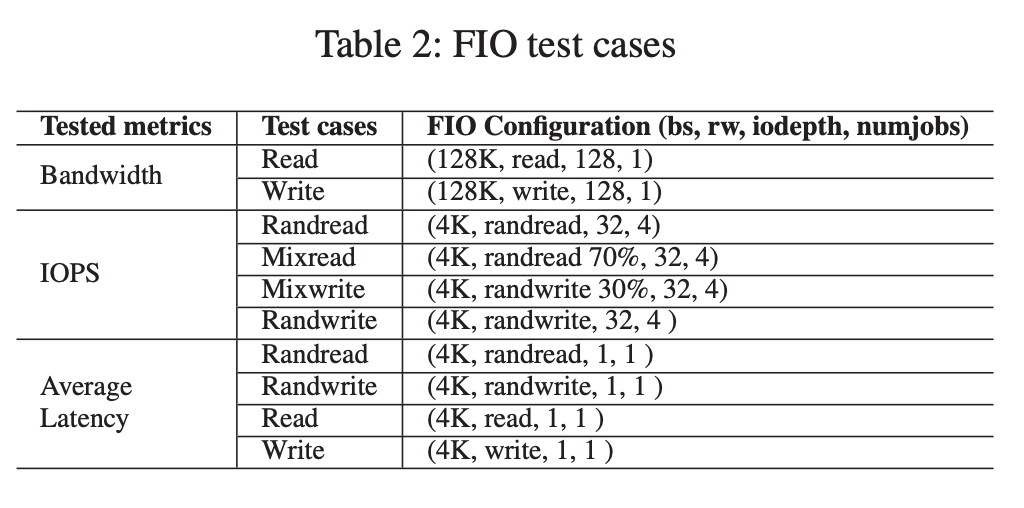 Table 2: FIO test cases
Tested metrics Test cases FIO Configuration (bs, rw, iodepth, numjobs)
Bandwidth
Read (128K, read, 128, 1)
Write (128K, write, 128, 1)
IOPS
Randread (4K, randread, 32, 4)
Mixread (4K, randread 70%, 32, 4)
Mixwrite (4K, randwrite 30%, 32, 4)
Randwrite (4K, randwrite, 32, 4 )
Average
Latency
Randread (4K, randread, 1, 1 )
Randwrite (4K, randwrite, 1, 1 )
Read (4K, read, 1, 1 )
Write (4K, write, 1, 1 )